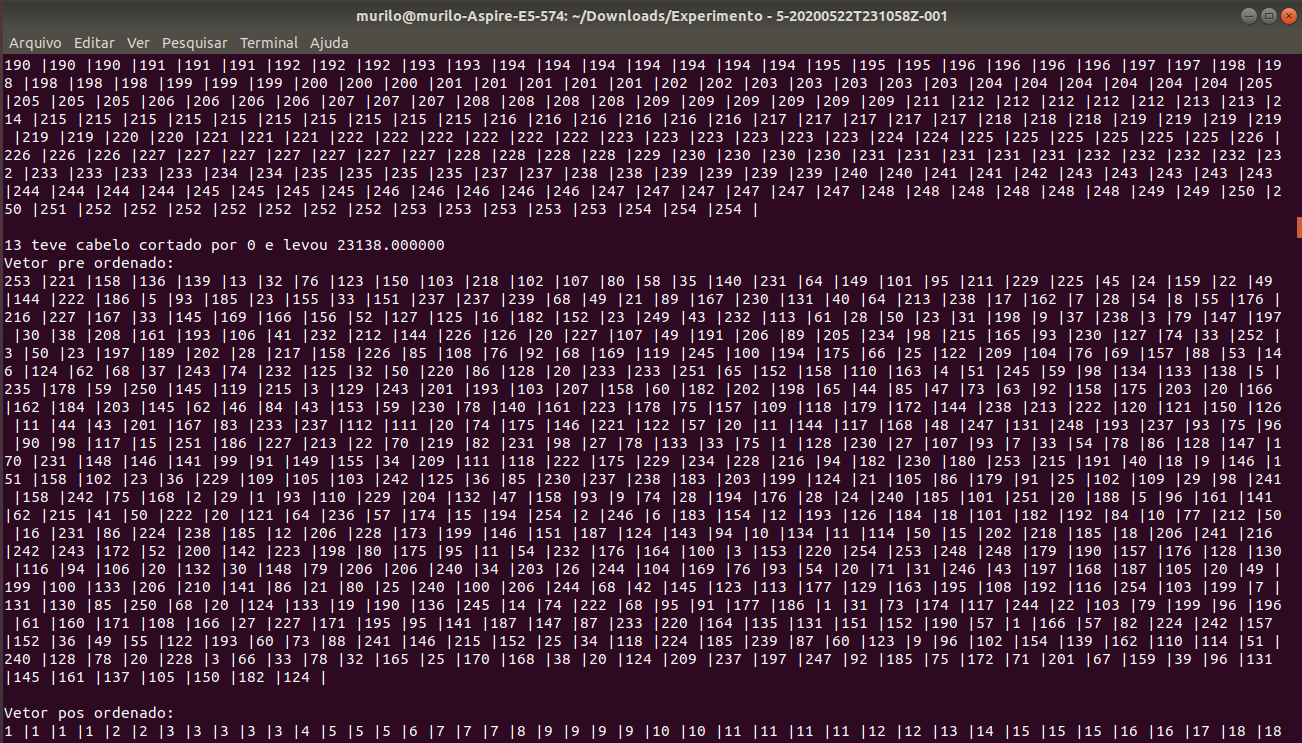 murilo@murilo-Aspire-E5-574: ~/Downloads/Experimento - 5-20200522T231058Z-001
Arquivo Editar Ver Pesquisar Terminal Ajuda
190 |190 |190 |191 |191 |191 |192 |192 |192 |193 |193 |194 |194 |194 |194 |194 |194 |194 |195 |195 |195 |196 |196 |196 |196 |197 |197 |198 |19
8 |198 |198 |198 |199 |199 |199 |200 |200 |200 |201 |201 |201 |201 |201 |202 |202 |203 |203 |203 |203 |203 |204 |204 |204 |204 |204 |204 |205
|205 |205 |205 |206 |206 |206 |206 |207 |207 |207 |208 |208 |208 |208 |209 |209 |209 |209 |209 |209 |211 |212 |212 |212 |212 |212 |213 |213 |2
14 |215 |215 |215 |215 |215 |215 |215 |215 |215 |215 |216 |216 |216 |216 |216 |216 |217 |217 |217 |217 |217 |218 |218 |218 |219 |219 |219 |219
|219 |219 |220 |220 |221 |221 |221 |222 |222 |222 |222 |222 |222 |223 |223 |223 |223 |223 |223 |224 |224 |225 |225 |225 |225 |225 |225 |226 |
226 |226 |226 |227 |227 |227 |227 |227 |227 |227 |228 |228 |228 |228 |229 |230 |230 |230 |230 |231 |231 |231 |231 |231 |232 |232 |232 |232 |23
2 |233 |233 |233 |233 |234 |234 |235 |235 |235 |235 |237 |237 |238 |238 |239 |239 |239 |239 |240 |240 |241 |241 |242 |243 |243 |243 |243 |243
|244 |244 |244 |244 |245 |245 |245 |245 |246 |246 |246 |246 |246 |247 |247 |247 |247 |247 |247 |248 |248 |248 |248 |248 |248 |249 |249 |250 |2
50 |251 |252 |252 |252 |252 |252 |252 |252 |253 |253 |253 |253 |253 |254 |254 |254 |
13 teve cabelo cortado por 0 e levou 23138.000000
Vetor pre ordenado:
253 |221 |158 |136 |139 |13 |32 |76 |123 |150 |103 |218 |102 |107 |80 |58 |35 |140 |231 |64 |149 |101 |95 |211 |229 |225 |45 |24 |159 |22 |49
|144 |222 |186 |5 |93 |185 |23 |155 |33 |151 |237 |237 |239 |68 |49 |21 |89 |167 |230 |131 |40 |64 |213 |238 |17 |162 |7 |28 |54 |8 |55 |176 |
216 |227 |167 |33 |145 |169 |166 |156 |52 |127 |125 |16 |182 |152 |23 |249 |43 |232 |113 |61 |28 |50 |23 |31 |198 |9 |37 |238 |3 |79 |147 |197
|30 |38 |208 |161 |193 |106 |41 |232 |212 |144 |226 |126 |20 |227 |107 |49 |191 |206 |89 |205 |234 |98 |215 |165 |93 |230 |127 |74 |33 |252 |
3 |50 |23 |197 |189 |202 |28 |217 |158 |226 |85 |108 |76 |92 |68 |169 |119 |245 |100 |194 |175 |66 |25 |122 |209 |104 |76 |69 |157 |88 |53 |14
6 |124 |62 |68 |37 |243 |74 |232 |125 |32 |50 |220 |86 |128 |20 |233 |233 |251 |65 |152 |158 |110 |163 |4 |51 |245 |59 |98 |134 |133 |138 |5 |
235 |178 |59 |250 |145 |119 |215 |3 |129 |243 |201 |193 |103 |207 |158 |60 |182 |202 |198 |65 |44 |85 |47 |73 |63 |92 |158 |175 |203 |20 |166
|162 |184 |203 |145 |62 |46 |84 |43 |153 |59 |230 |78 |140 |161 |223 |178 |75 |157 |109 |118 |179 |172 |144 |238 |213 |222 |120 |121 |150 |126
|11 |44 |43 |201 |167 |83 |233 |237 |112 |111 |20 |74 |175 |146 |221 |122 |57 |20 |11 |144 |117 |168 |48 |247 |131 |248 |193 |237 |93 |75 |96
|90 |98 |117 |15 |251 |186 |227 |213 |22 |70 |219 |82 |231 |98 |27 |78 |133 |33 |75 |1 |128 |230 |27 |107 |93 |7 |33 |54 |78 |86 |128 |147 |1
70 |231 |148 |146 |141 |99 |91 |149 |155 |34 |209 |111 |118 |222 |175 |229 |234 |228 |216 |94 |182 |230 |180 |253 |215 |191 |40 |18 |9 |146 |1
51 |158 |102 |23 |36 |229 |109 |105 |103 |242 |125 |36 |85 |230 |237 |238 |183 |203 |199 |124 |21 |105 |86 |179 |91 |25 |102 |109 |29 |98 |241
|158 |242 |75 |168 |2 |29 |1 |93 |110 |229 |204 |132 |47 |158 |93 |9 |74 |28 |194 |176 |28 |24 |240 |185 |101 |251 |20 |188 |5 |96 |161 |141
|62 |215 |41 |50 |222 |20 |121 |64 |236 |57 |174 |15 |194 |254 |2 |246 |6 |183 |154 |12 |193 |126 |184 |18 |101 |182 |192 |84 |10 |77 |212 |50
|16 |231 |86 |224 |238 |185 |12 |206 |228 |173 |199 |146 |151 |187 |124 |143 |94 |10 |134 |11 |114 |50 |15 |202 |218 |185 |18 |206 |241 |216
|242 |243 |172 |52 |200 |142 |223 |198 |80 |175 |95 |11 |54 |232 |176 |164 |100 |3 |153 |220 |254 |253 |248 |248 |179 |190 |157 |176 |128 |130
|116 |94 |106 |20 |132 |30 |148 |79 |206 |206 |240 |34 |203 |26 |244 |104 |169 |76 |93 |54 |20 |71 |31 |246 |43 |197 |168 |187 |105 |20 |49 |
199 |100 |133 |206 |210 |141 |86 |21 |80 |25 |240 |100 |206 |244 |68 |42 |145 |123 |113 |177 |129 |163 |195 |108 |192 |116 |254 |103 |199 |7 |
131 |130 |85 |250 |68 |20 |124 |133 |19 |190 |136 |245 |14 |74 |222 |68 |95 |91 |177 |186 |1 |31 |73 |174 |117 |244 |22 |103 |79 |199 |96 |196
|61 |160 |171 |108 |166 |27 |227 |171 |195 |95 |141 |187 |147 |87 |233 |220 |164 |135 |131 |151 |152 |190 |57 |1 |166 |57 |82 |224 |242 |157
|152 |36 |49 |55 |122 |193 |60 |73 |88 |241 |146 |215 |152 |25 |34 |118 |224 |185 |239 |87 |60 |123 |9 |96 |102 |154 |139 |162 |110 |114 |51 |
240 |128 |78 |20 |228 |3 |66 |33 |78 |32 |165 |25 |170 |168 |38 |20 |124 |209 |237 |197 |247 |92 |185 |75 |172 |71 |201 |67 |159 |39 |96 |131
|145 |161 |137 |105 |150 |182 |124 |
Vetor pos ordenado:
1 |1 |1 |1 |2 |2 |3 |3 |3 |3 |3 |4 |5 |5 |5 |6 |7 |7 |7 |8 |9 |9 |9 |9 |10 |10 |11 |11 |11 |11 |12 |12 |13 |14 |15 |15 |15 |16 |16 |17 |18 |18